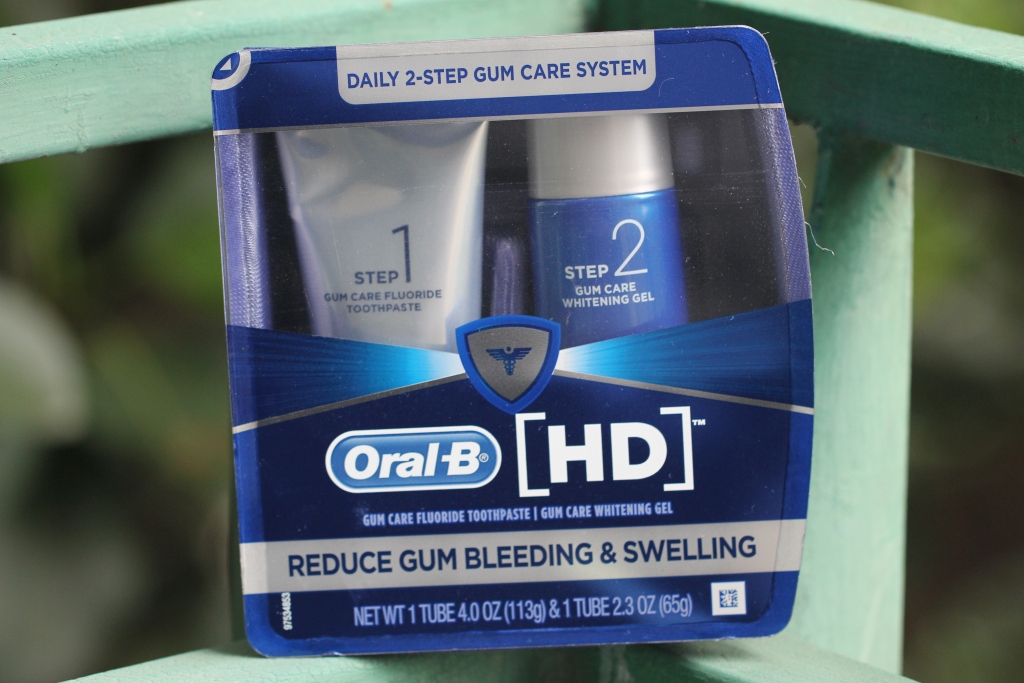 DAILY 2-STEP GUM CARE SYSTEM
STEP 1
GUM CARE FLUORIDE
TOOTHPASTE
STEP 2
GUM CARE
WHITENING GEL
Oral-B® [HD]™
GUM CARE FLUORIDE TOOTHPASTE | GUM CARE WHITENING GEL
REDUCE GUM BLEEDING & SWELLING
NET WT 1 TUBE 4.0 OZ (113g) & 1 TUBE 2.3 OZ (65g)
97534853